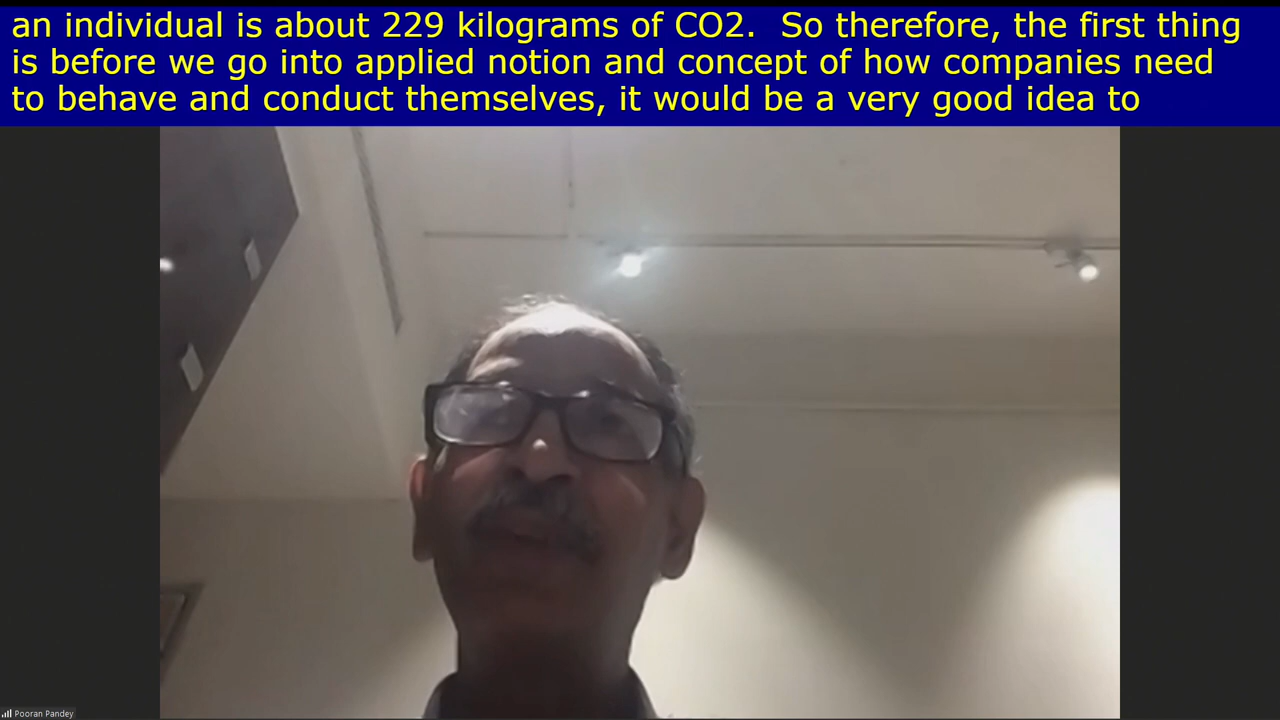 an individual is about 229 kilograms of CO2.  So therefore, the first thing
is before we go into applied notion and concept of how companies need
to behave and conduct themselves, it would be a very good idea to
Pooran Pandey